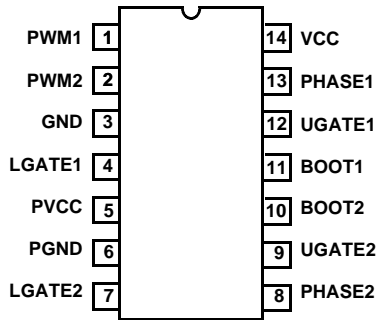 PWM1 1 14 VCC
PWM2 2 13 PHASE1
GND 3 12 UGATE1
LGATE1 4 11 BOOT1
PVCC 5 10 BOOT2
PGND 6 9 UGATE2
LGATE2 7 8 PHASE2